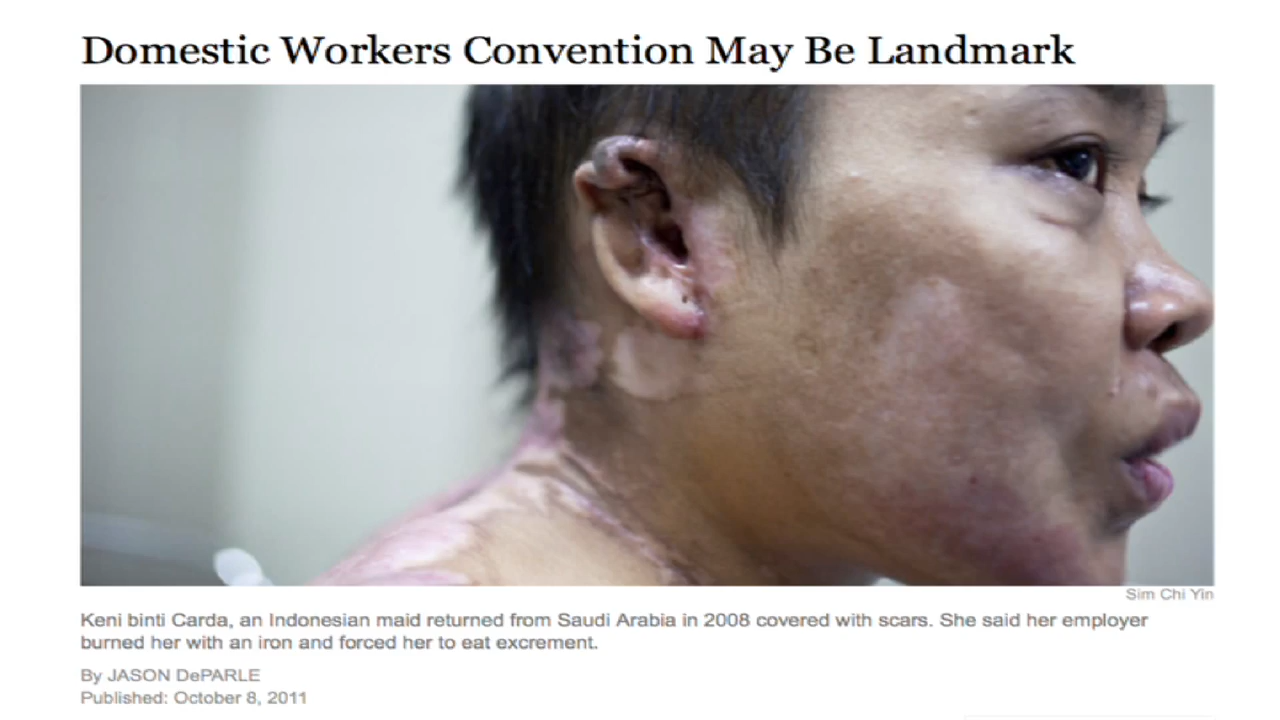 Domestic Workers Convention May Be Landmark
Sim Chi Yin
Keni binti Carda, an Indonesian maid returned from Saudi Arabia in 2008 covered with scars. She said her employer
burned her with an iron and forced her to eat excrement.
By JASON DePARLE
Published: October 8, 2011